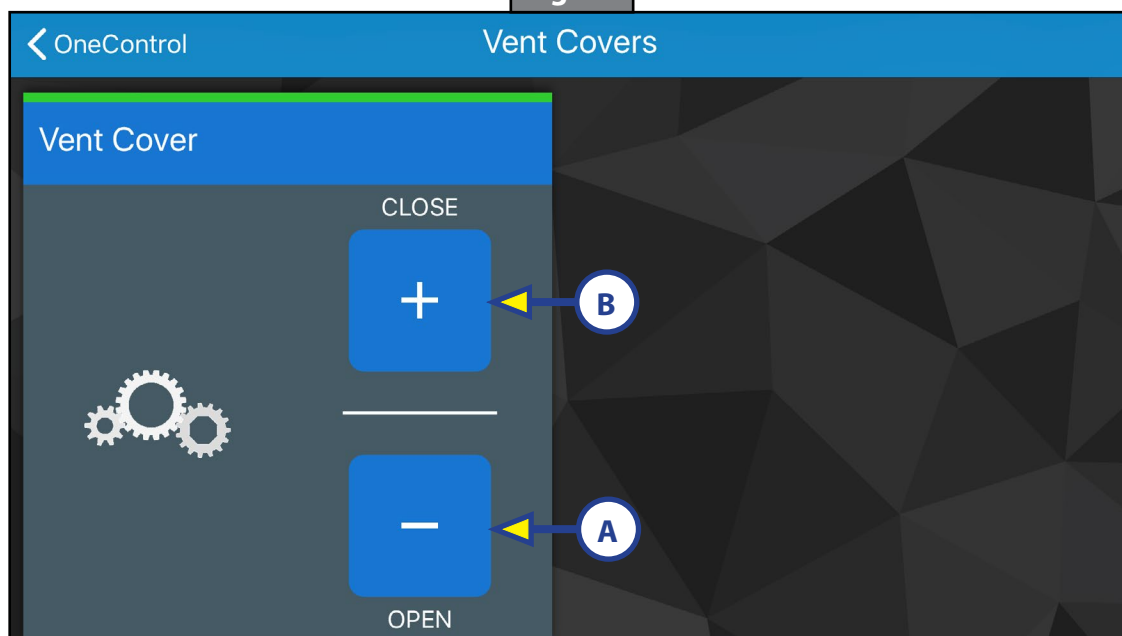 OneControl
Vent Covers
Vent Cover
CLOSE
+
B
−
A
OPEN